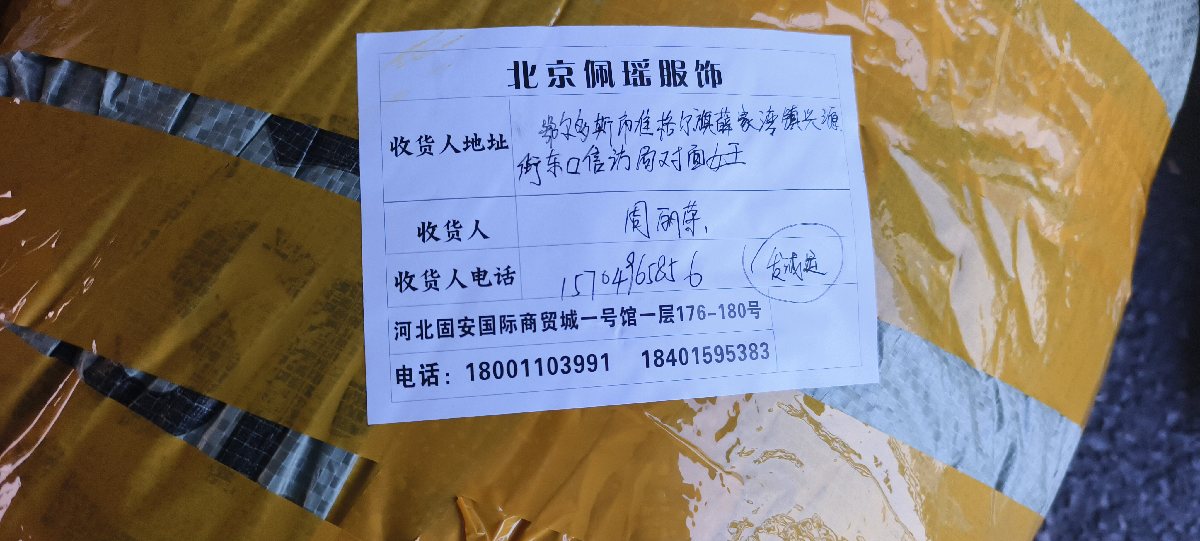 北京佩瑶服饰
收货人地址
鄂尔多斯市准格尔旗薛家湾镇兴源
街东口信访局对面女王
收货人
周丽蓉
收货人电话
15704965856
河北固安国际商贸城一号馆一层176-180号
电话：18001103991 18401595383